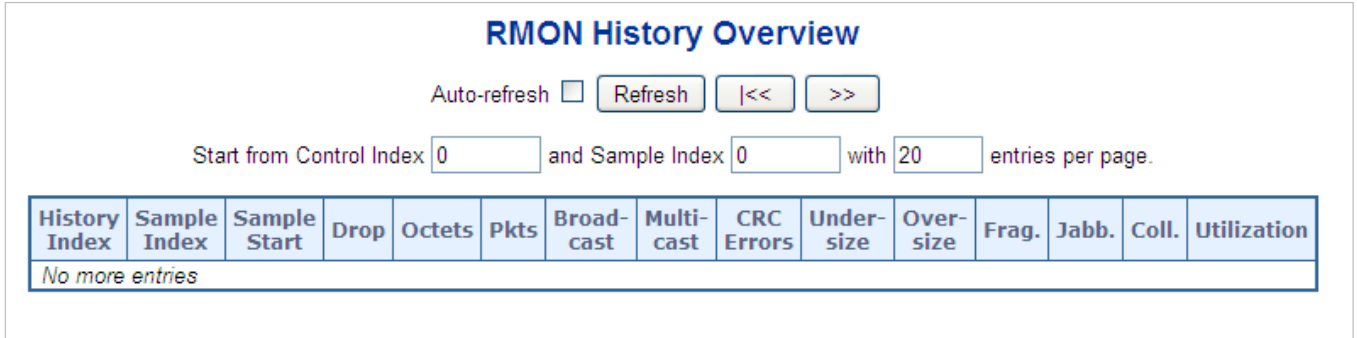 RMON History Overview
Auto-refresh Refresh |<< >>
Start from Control Index 0 and Sample Index 0 with 20 entries per page.
History Index Sample Index Sample Start Drop Octets Pkts Broad-cast Multi-cast CRC Errors Under-size Over-size Frag. Jabb. Coll. Utilization
No more entries